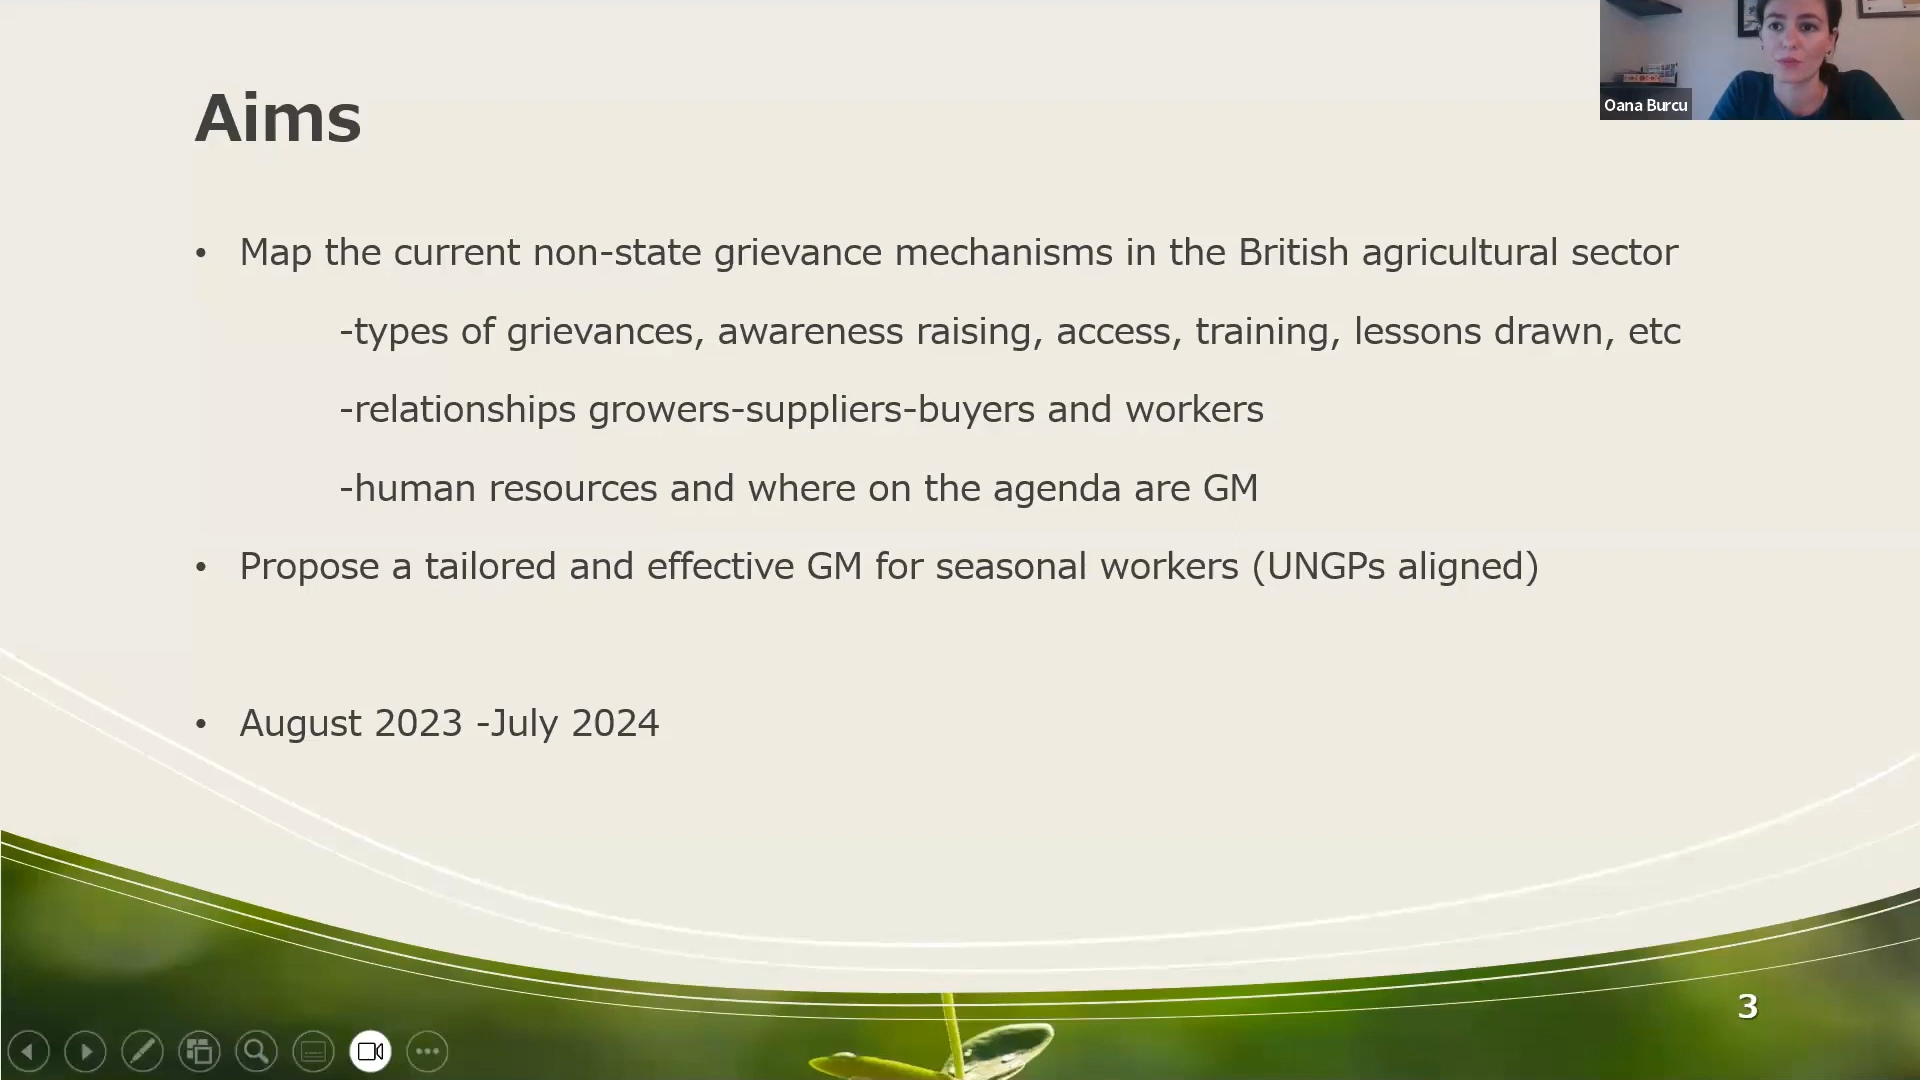 Aims
Oana Burcu
• Map the current non-state grievance mechanisms in the British agricultural sector
-types of grievances, awareness raising, access, training, lessons drawn, etc
-relationships growers-suppliers-buyers and workers
-human resources and where on the agenda are GM
• Propose a tailored and effective GM for seasonal workers (UNGPs aligned)
• August 2023 -July 2024
3